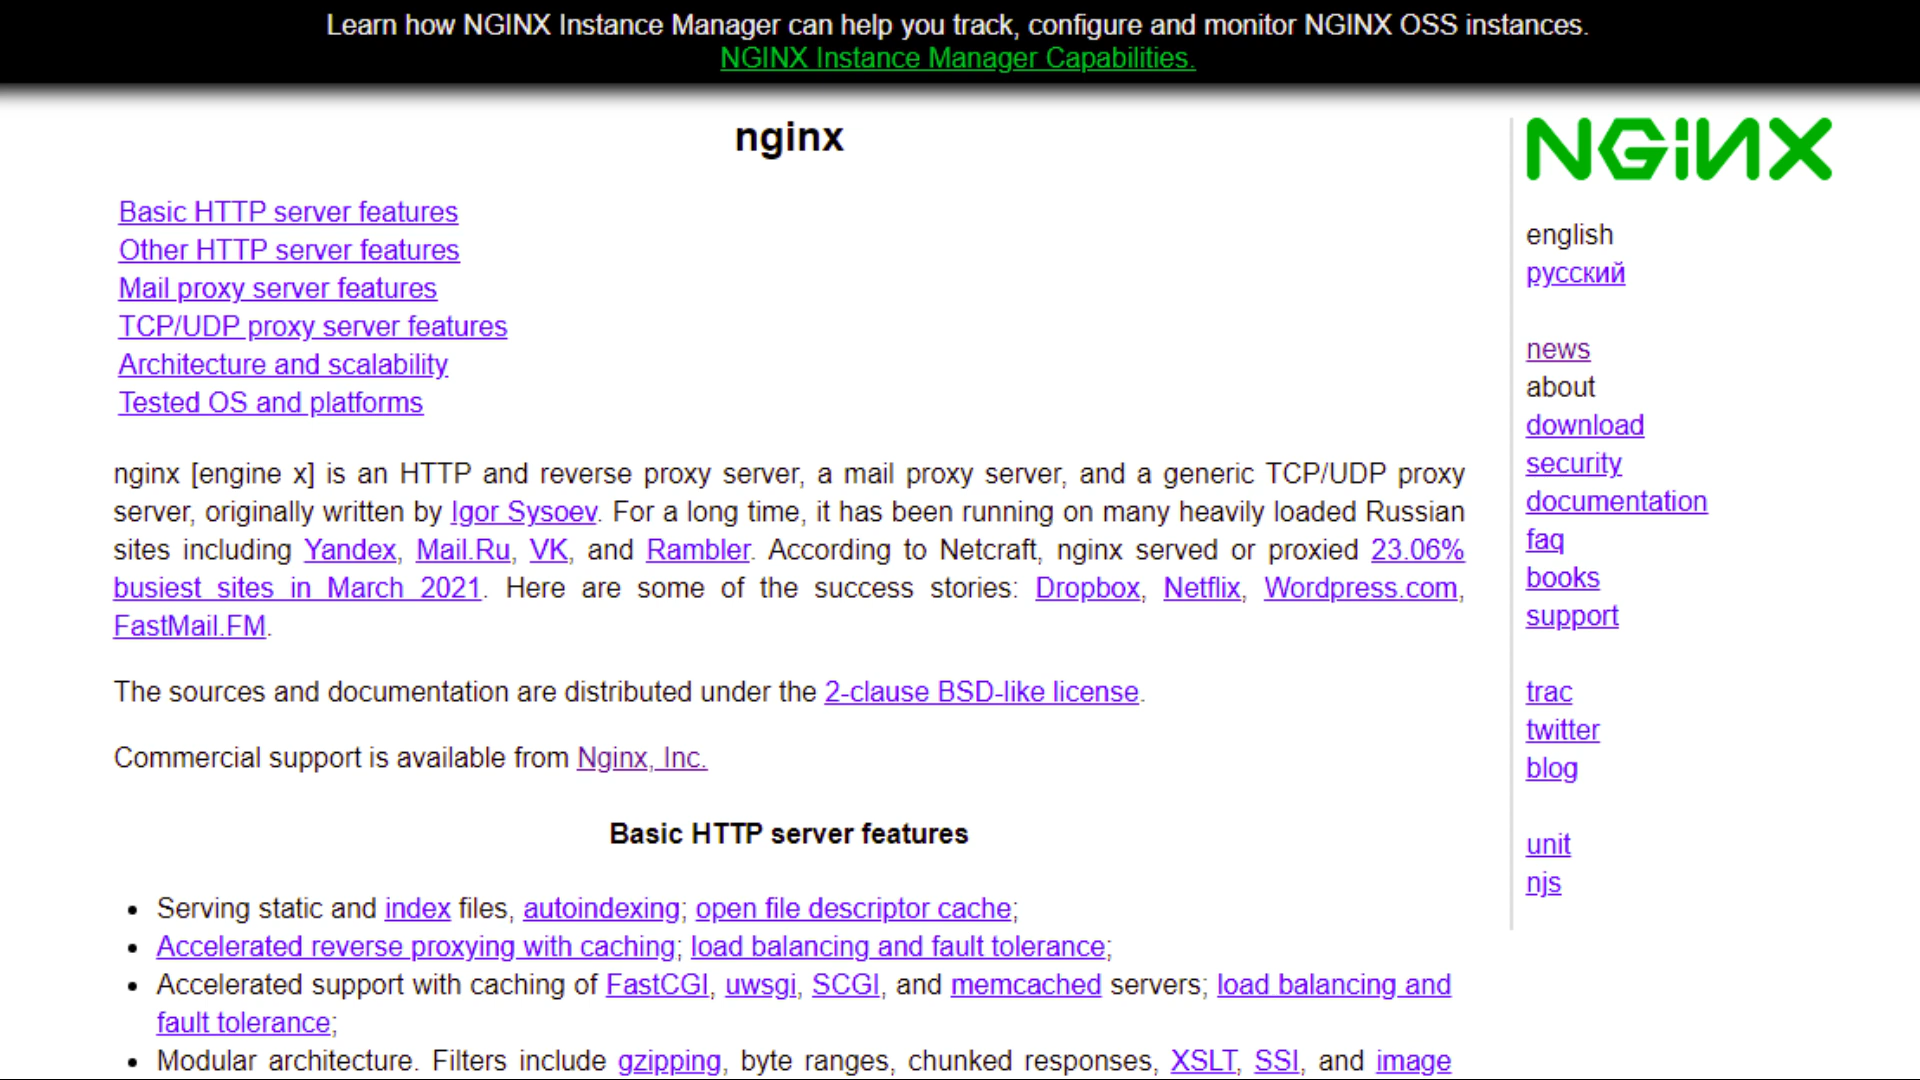 Learn how NGINX Instance Manager can help you track, configure and monitor NGINX OSS instances.
NGINX Instance Manager Capabilities.
nginx
Basic HTTP server features
Other HTTP server features
Mail proxy server features
TCP/UDP proxy server features
Architecture and scalability
Tested OS and platforms
nginx [engine x] is an HTTP and reverse proxy server, a mail proxy server, and a generic TCP/UDP proxy
server, originally written by Igor Sysoev. For a long time, it has been running on many heavily loaded Russian
sites including Yandex, Mail.Ru, VK, and Rambler. According to Netcraft, nginx served or proxied 23.06%
busiest sites in March 2021. Here are some of the success stories: Dropbox, Netflix, Wordpress.com,
FastMail.FM.
The sources and documentation are distributed under the 2-clause BSD-like license.
Commercial support is available from Nginx, Inc.
Basic HTTP server features
• Serving static and index files, autoindexing; open file descriptor cache;
• Accelerated reverse proxying with caching; load balancing and fault tolerance;
• Accelerated support with caching of FastCGI, uwsgi, SCGI, and memcached servers; load balancing and
fault tolerance;
• Modular architecture. Filters include gzipping, byte ranges, chunked responses, XSLT, SSI, and image
NGiNX
english
русский
news
about
download
security
documentation
faq
books
support
trac
twitter
blog
unit
njs